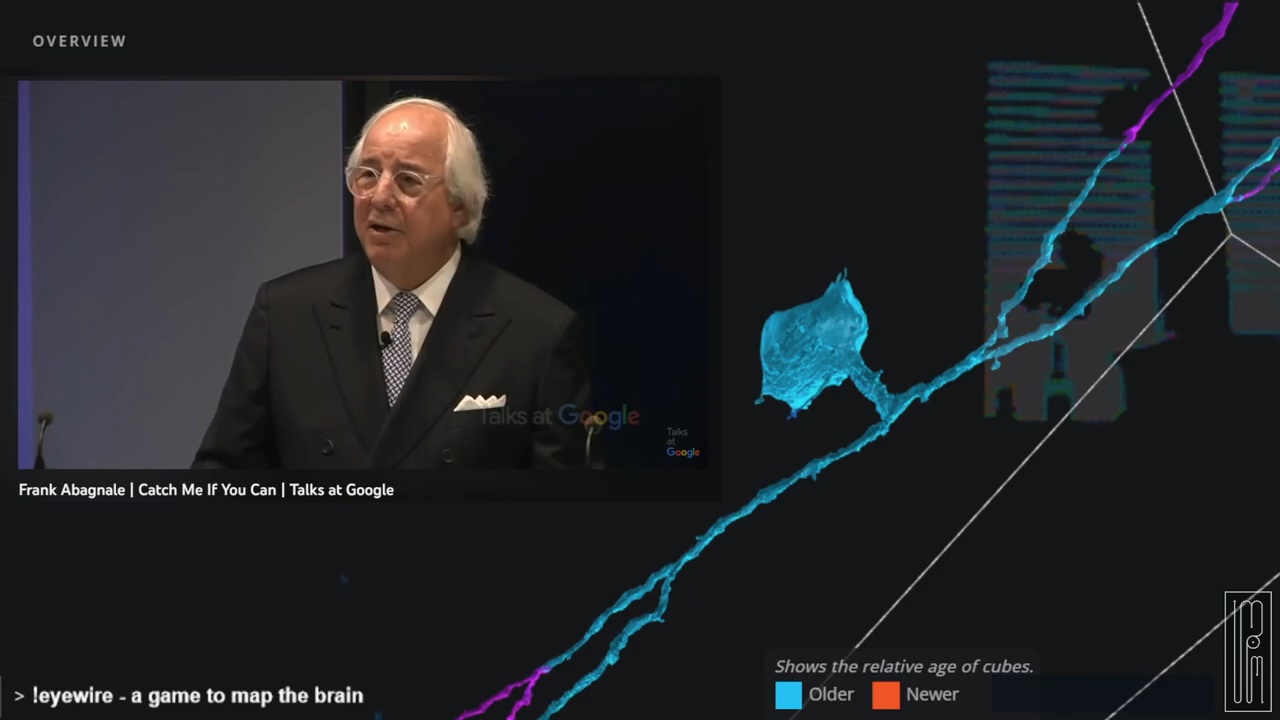 OVERVIEW
Talks at Google
Talks
at
Google
Frank Abagnale | Catch Me If You Can | Talks at Google
Shows the relative age of cubes.
Older
Newer
> !eyewire - a game to map the brain